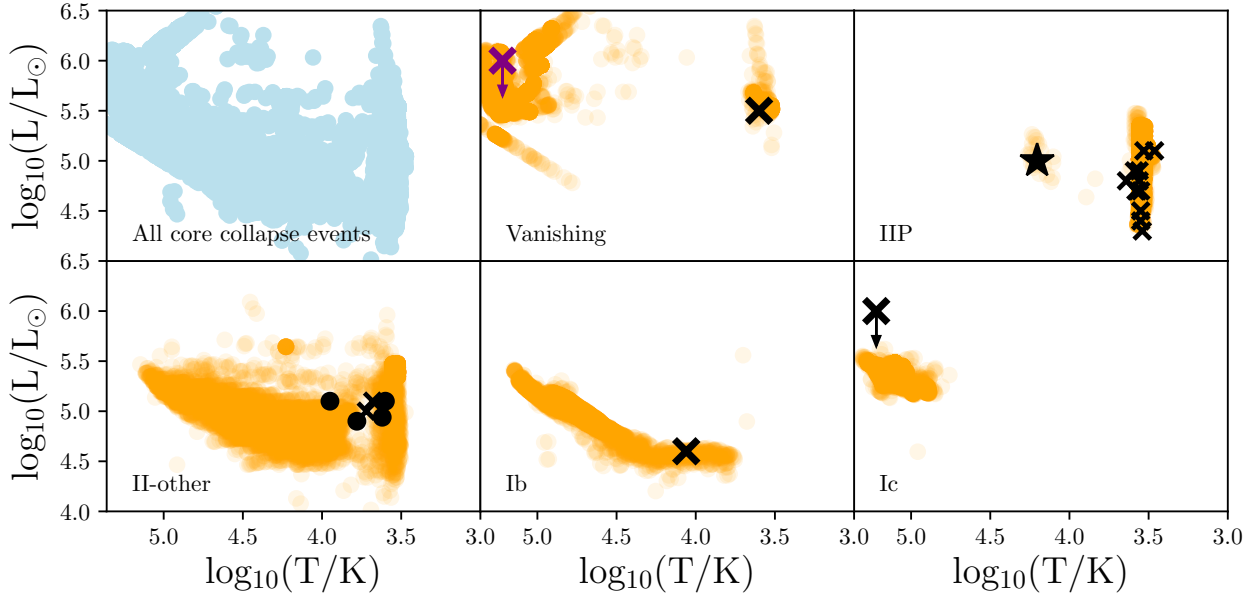 6.5
6.0
5.5
5.0
4.5
6.5
log₁₀(L/L☉)
All core collapse events
Vanishing
IIP
6.0
5.5
5.0
4.5
4.0
log₁₀(L/L☉)
II-other
Ib
Ic
5.0 4.5 4.0 3.5 3.0 5.0 4.5 4.0 3.5 3.0 5.0 4.5 4.0 3.5 3.0
log₁₀(T/K) log₁₀(T/K) log₁₀(T/K)